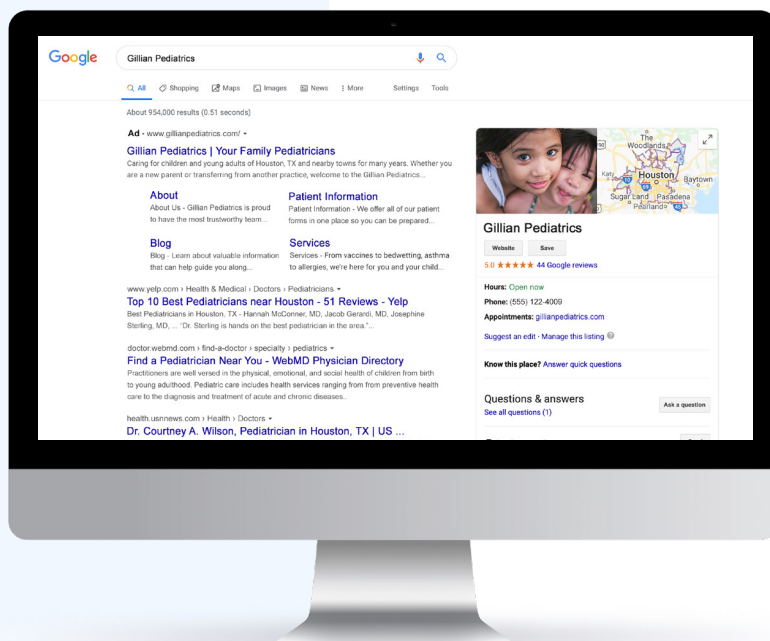 Google
Gillian Pediatrics
All Shopping Maps Images News More Settings Tools
About 954,000 results (0.51 seconds)
Ad · www.gillianpediatrics.com/
Gillian Pediatrics | Your Family Pediatricians
Caring for children and young adults of Houston, TX and nearby towns for many years. Whether you
are a new parent or transferring from another practice, welcome to the Gillian Pediatrics...
About
About Us - Gillian Pediatrics is proud
to have the most trustworthy team...
Patient Information
Patient Information - We offer all of our patient
forms in one place so you can be prepared...
Blog
Blog - Learn about valuable information
that can help guide you along...
Services
Services - From vaccines to bedwetting, asthma
to allergies, we're here for you and your child...
www.yelp.com › Health & Medical › Doctors › Pediatricians
Top 10 Best Pediatricians near Houston - 51 Reviews - Yelp
Best Pediatricians in Houston, TX - Hannah McConner, MD, Jacob Gerardi, MD, Josephine
Sterling, MD, ... "Dr. Sterling is hands on the best pediatrician in the area."...
doctor.webmd.com › find-a-doctor › specialty › pediatrics
Find a Pediatrician Near You - WebMD Physician Directory
Practitioners are well versed in the physical, emotional, and social health of children from birth
to young adulthood. Pediatric care includes health services ranging from from preventive health
care to the diagnosis and treatment of acute and chronic diseases..
health.usnews.com › Health › Doctors
Dr. Courtney A. Wilson, Pediatrician in Houston, TX | US ...
The
Woodlands
Katy
Houston
Baytown
Sugar Land Pasadena
Pearland
Gillian Pediatrics
Website Save
5.0 ★★★★★ 44 Google reviews
Hours: Open now
Phone: (555) 122-4009
Appointments: gillianpediatrics.com
Suggest an edit · Manage this listing
Know this place? Answer quick questions
Questions & answers
See all questions (1)
Ask a question